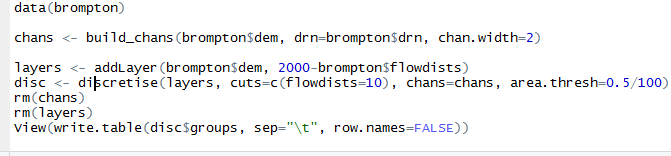 data(brompton)
chans <- build_chans(brompton$dem, drn=brompton$drn, chan.width=2)
layers <- addLayer(brompton$dem, 2000-brompton$flowdists)
disc <- discretise(layers, cuts=c(flowdists=10), chans=chans, area.thresh=0.5/100)
rm(chans)
rm(layers)
View(write.table(disc$groups, sep="\t", row.names=FALSE))